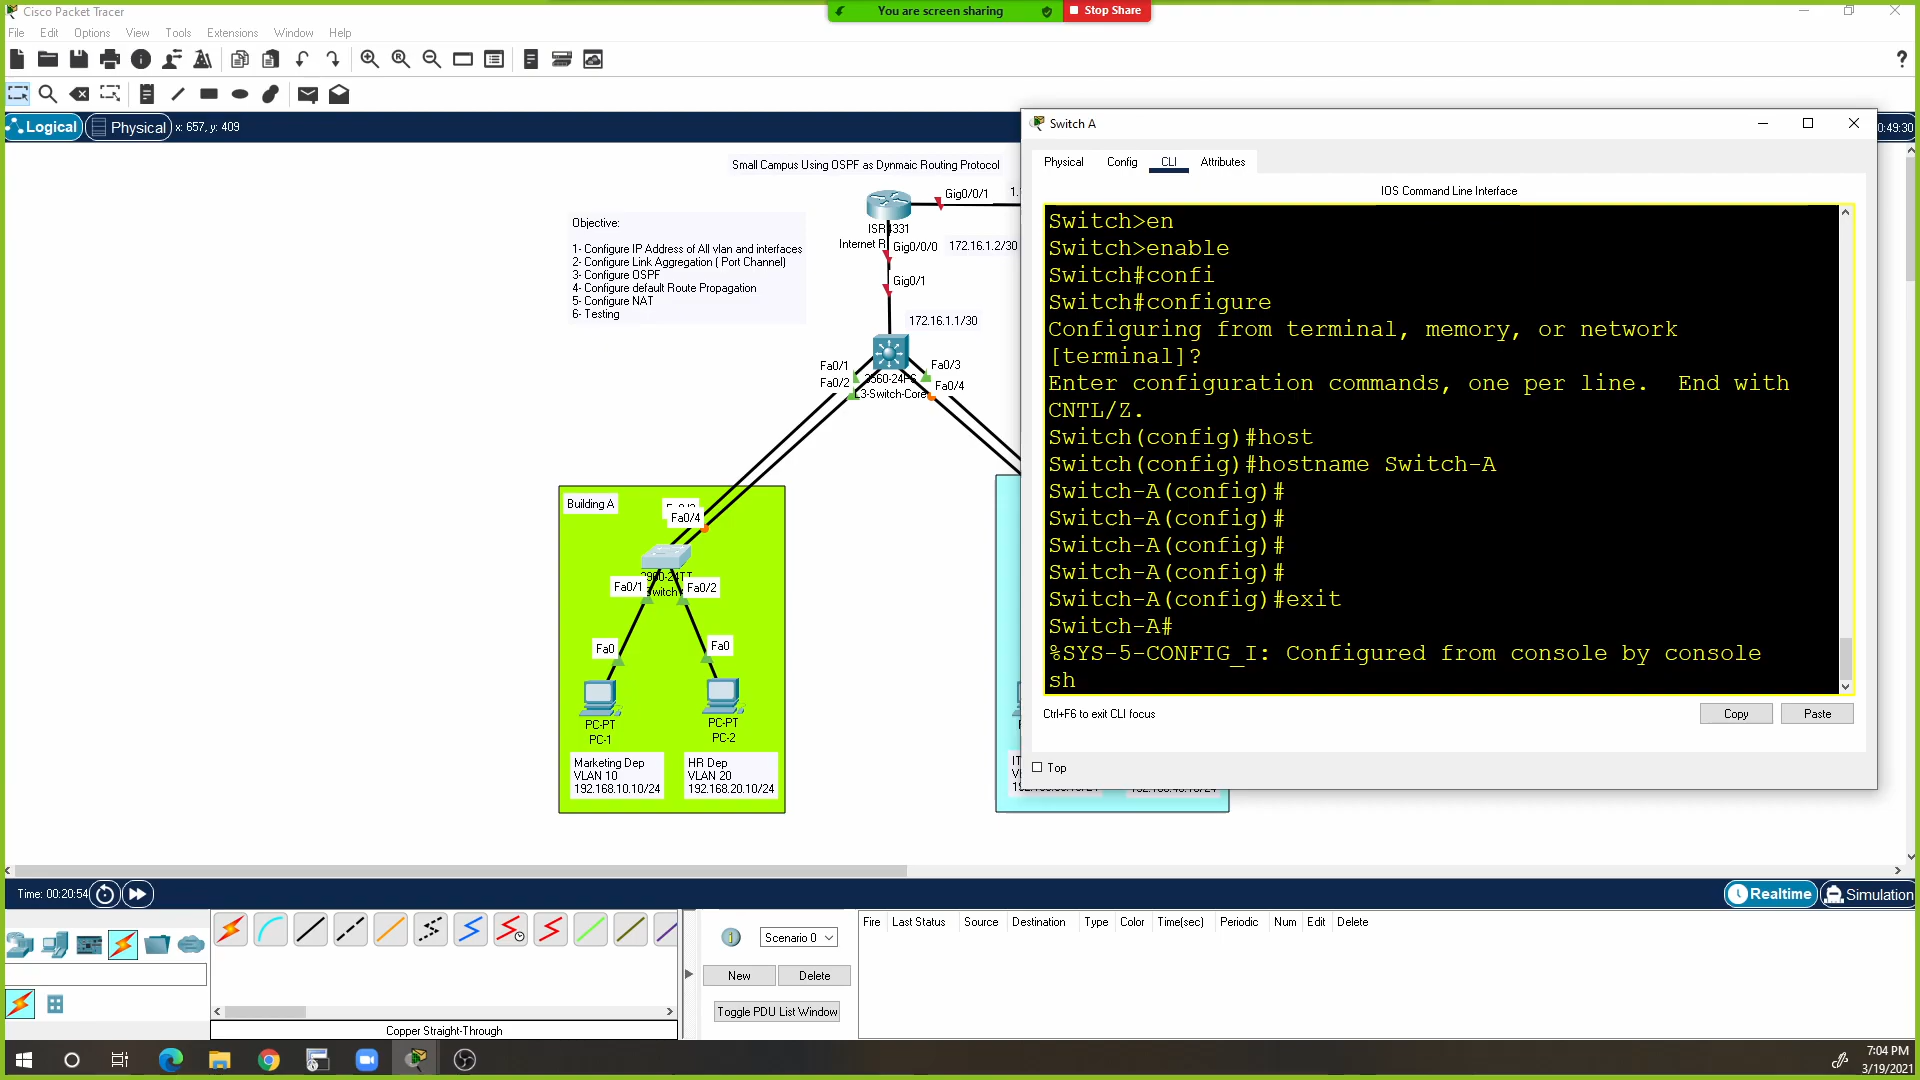 Cisco Packet Tracer
You are screen sharing
Stop Share
File Edit Options View Tools Extensions Window Help
Logical
Physical
x: 657, y: 409
0:49:30
Small Campus Using OSPF as Dynmaic Routing Protocol
Objective:
1- Configure IP Address of All vlan and interfaces
2- Configure Link Aggregation ( Port Channel)
3- Configure OSPF
4- Configure default Route Propagation
5- Configure NAT
6- Testing
Gig0/0/1
ISR4331
Internet R
Gig0/0/0
172.16.1.2/30
Gig0/1
172.16.1.1/30
Fa0/1
Fa0/2
Fa0/3
Fa0/4
L3-Switch-Core
Building A
Fa0/4
Fa0/1
Fa0/2
Fa0
Fa0
PC-PT
PC-1
PC-PT
PC-2
Marketing Dep
VLAN 10
192.168.10.10/24
HR Dep
VLAN 20
192.168.20.10/24
Switch A
Physical Config CLI Attributes
IOS Command Line Interface
Switch>en
Switch>enable
Switch#confi
Switch#configure
Configuring from terminal, memory, or network
[terminal]?
Enter configuration commands, one per line.  End with
CNTL/Z.
Switch(config)#host
Switch(config)#hostname Switch-A
Switch-A(config)#
Switch-A(config)#
Switch-A(config)#
Switch-A(config)#
Switch-A(config)#exit
Switch-A#
%SYS-5-CONFIG_I: Configured from console by console
sh
Ctrl+F6 to exit CLI focus
Copy
Paste
Top
Time: 00:20:54
Realtime
Simulation
Scenario 0
New
Delete
Toggle PDU List Window
Fire Last Status Source Destination Type Color Time(sec) Periodic Num Edit Delete
Copper Straight-Through
7:04 PM
3/19/2021